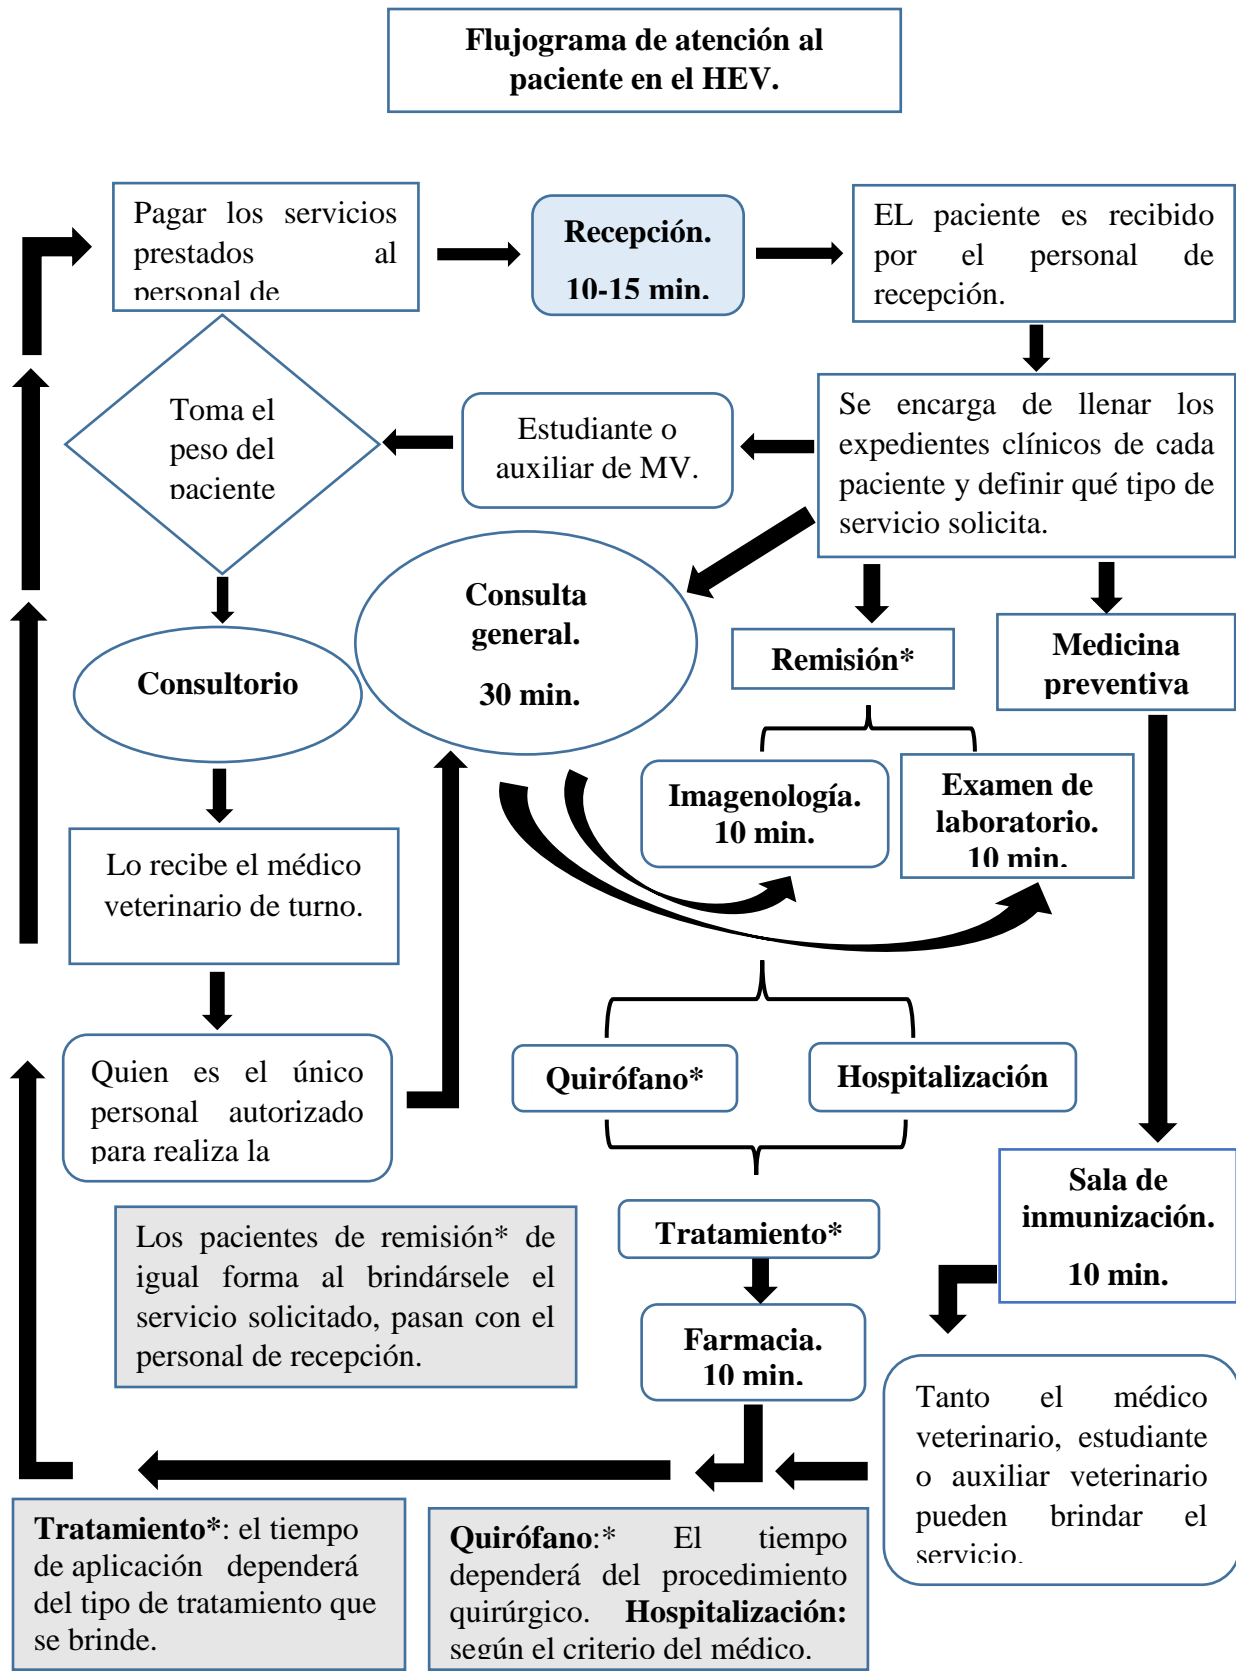 Flujograma de atención al
paciente en el HEV.
Pagar los servicios
prestados al
personal de
Recepción.
10-15 min.
EL paciente es recibido
por el personal de
recepción.
Toma el
peso del
paciente
Estudiante o
auxiliar de MV.
Se encarga de llenar los
expedientes clínicos de cada
paciente y definir qué tipo de
servicio solicita.
Consulta
general.
30 min.
Remisión*
Medicina
preventiva
Consultorio
Imagenología.
10 min.
Examen de
laboratorio.
10 min.
Lo recibe el médico
veterinario de turno.
Quien es el único
personal autorizado
para realiza la
Quirófano*
Hospitalización
Sala de
inmunización.
10 min.
Los pacientes de remisión* de
igual forma al brindársele el
servicio solicitado, pasan con el
personal de recepción.
Tratamiento*
Farmacia.
10 min.
Tanto el médico
veterinario, estudiante
o auxiliar veterinario
pueden brindar el
servicio.
Tratamiento*: el tiempo
de aplicación dependerá
del tipo de tratamiento que
se brinde.
Quirófano:* El tiempo
dependerá del procedimiento
quirúrgico. Hospitalización:
según el criterio del médico.